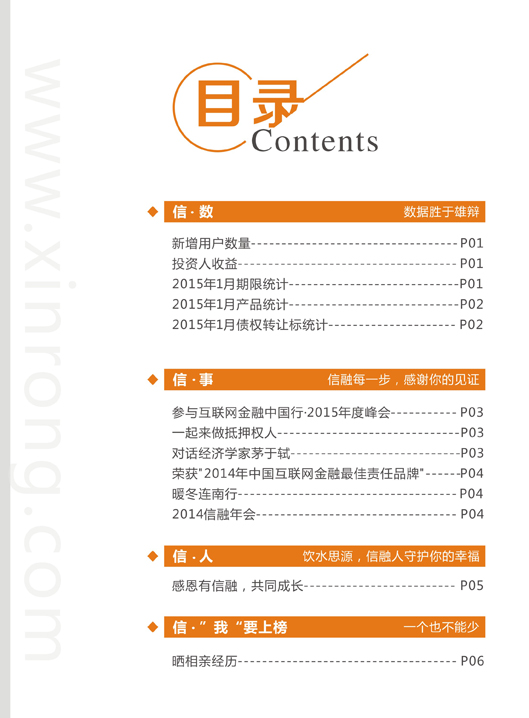 目录
Contents
www.xinrong.com
信·数 数据胜于雄辩
新增用户数量--------------------------------P01
投资人收益----------------------------------P01
2015年1月期限统计--------------------------P01
2015年1月产品统计--------------------------P02
2015年1月债权转让标统计-------------------- P02
信·事 信融每一步，感谢你的见证
参与互联网金融中国行·2015年度峰会---------- P03
一起来做抵押权人----------------------------P03
对话经济学家茅于轼--------------------------P03
荣获"2014年中国互联网金融最佳责任品牌"------P04
暖冬连南行---------------------------------- P04
2014信融年会------------------------------- P04
信·人 饮水思源，信融人守护你的幸福
感恩有信融，共同成长----------------------- P05
信·”我“要上榜 一个也不能少
晒相亲经历---------------------------------- P06